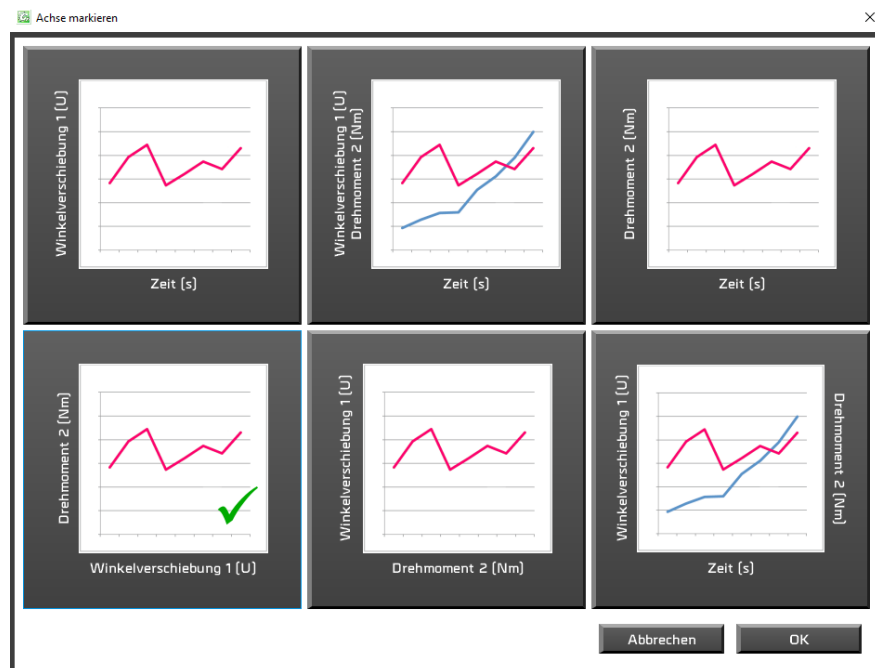 Achse markieren
Winkelverschiebung 1 (U)
Zeit (s)
Winkelverschiebung 1 (U)
Drehmoment 2 (Nm)
Zeit (s)
Drehmoment 2 (Nm)
Zeit (s)
Drehmoment 2 (Nm)
Winkelverschiebung 1 (U)
Winkelverschiebung 1 (U)
Drehmoment 2 (Nm)
Winkelverschiebung 1 (U)
Drehmoment 2 (Nm)
Zeit (s)
Abbrechen
OK